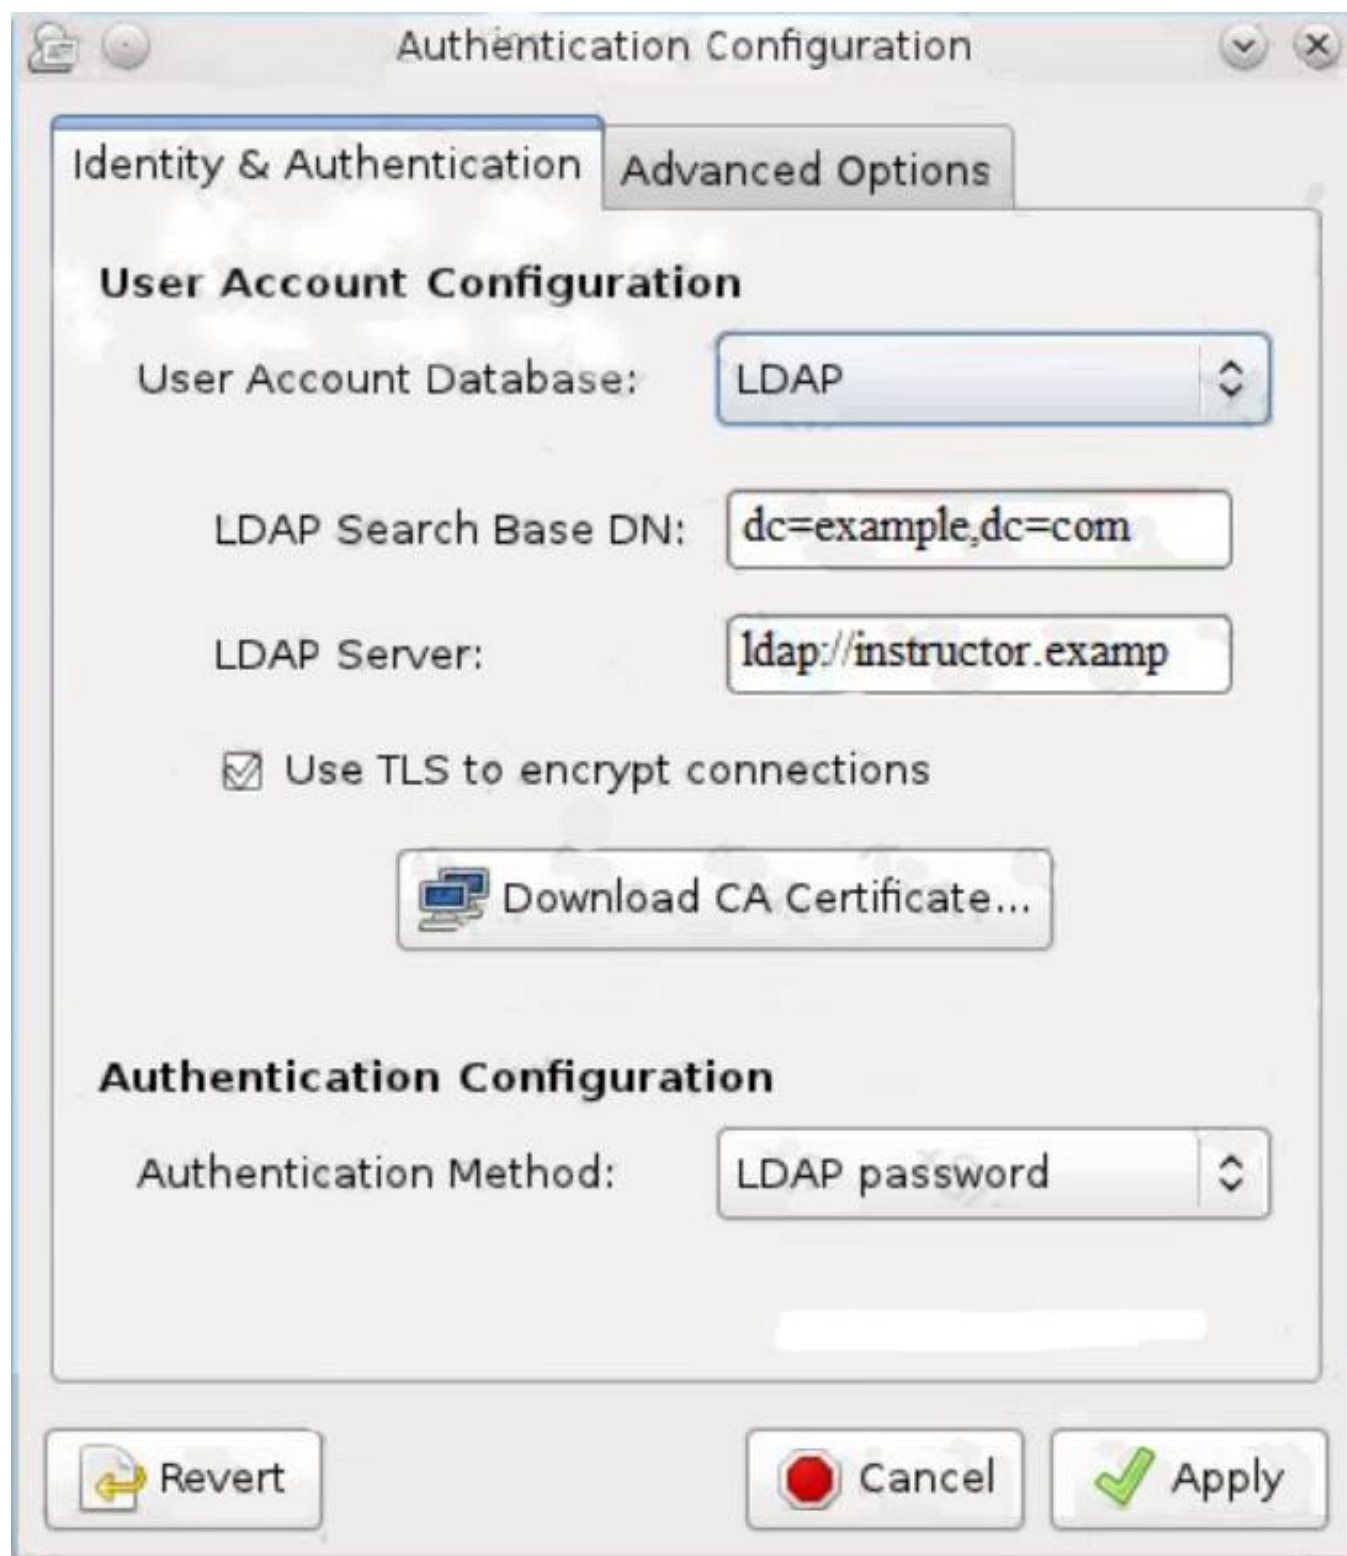 Authentication Configuration
Identity & Authentication
Advanced Options
User Account Configuration
User Account Database: LDAP
LDAP Search Base DN: dc=example,dc=com
LDAP Server: ldap://instructor.examp
Use TLS to encrypt connections
Download CA Certificate...
Authentication Configuration
Authentication Method: LDAP password
Revert
Cancel
Apply